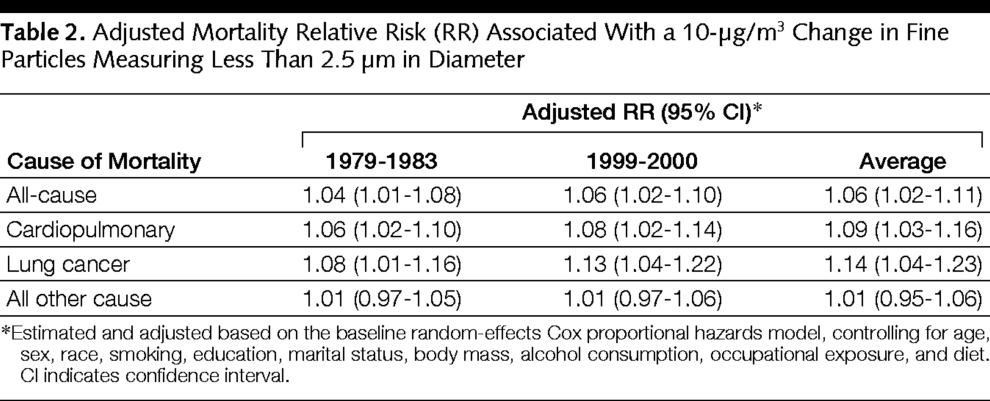 Table 2. Adjusted Mortality Relative Risk (RR) Associated With a 10-µg/m³ Change in Fine
Particles Measuring Less Than 2.5 µm in Diameter
Adjusted RR (95% CI)*
Cause of Mortality 1979-1983 1999-2000 Average
All-cause 1.04 (1.01-1.08) 1.06 (1.02-1.10) 1.06 (1.02-1.11)
Cardiopulmonary 1.06 (1.02-1.10) 1.08 (1.02-1.14) 1.09 (1.03-1.16)
Lung cancer 1.08 (1.01-1.16) 1.13 (1.04-1.22) 1.14 (1.04-1.23)
All other cause 1.01 (0.97-1.05) 1.01 (0.97-1.06) 1.01 (0.95-1.06)
*Estimated and adjusted based on the baseline random-effects Cox proportional hazards model, controlling for age,
sex, race, smoking, education, marital status, body mass, alcohol consumption, occupational exposure, and diet.
CI indicates confidence interval.